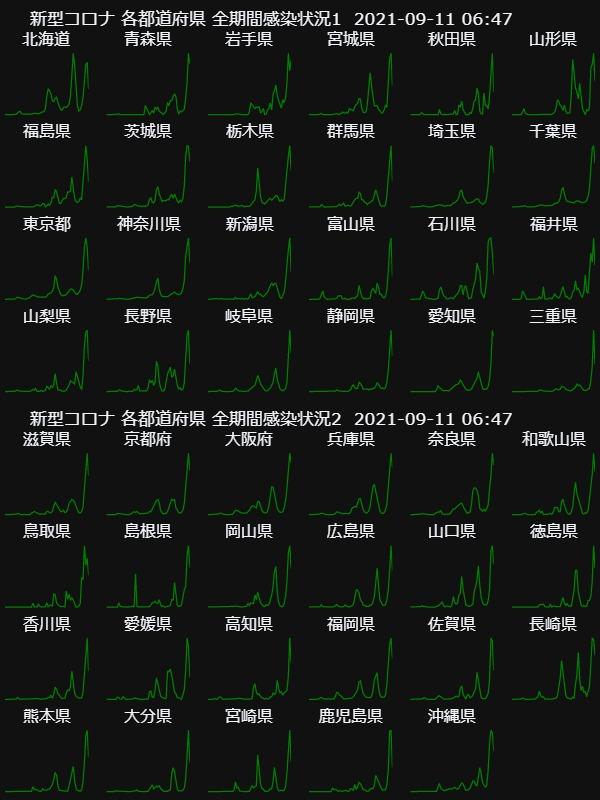 新型コロナ 各都道府県 全期間感染状況1 2021-09-11 06:47
北海道 青森県 岩手県 宮城県 秋田県 山形県
福島県 茨城県 栃木県 群馬県 埼玉県 千葉県
東京都 神奈川県 新潟県 富山県 石川県 福井県
山梨県 長野県 岐阜県 静岡県 愛知県 三重県
新型コロナ 各都道府県 全期間感染状況2 2021-09-11 06:47
滋賀県 京都府 大阪府 兵庫県 奈良県 和歌山県
鳥取県 島根県 岡山県 広島県 山口県 徳島県
香川県 愛媛県 高知県 福岡県 佐賀県 長崎県
熊本県 大分県 宮崎県 鹿児島県 沖縄県